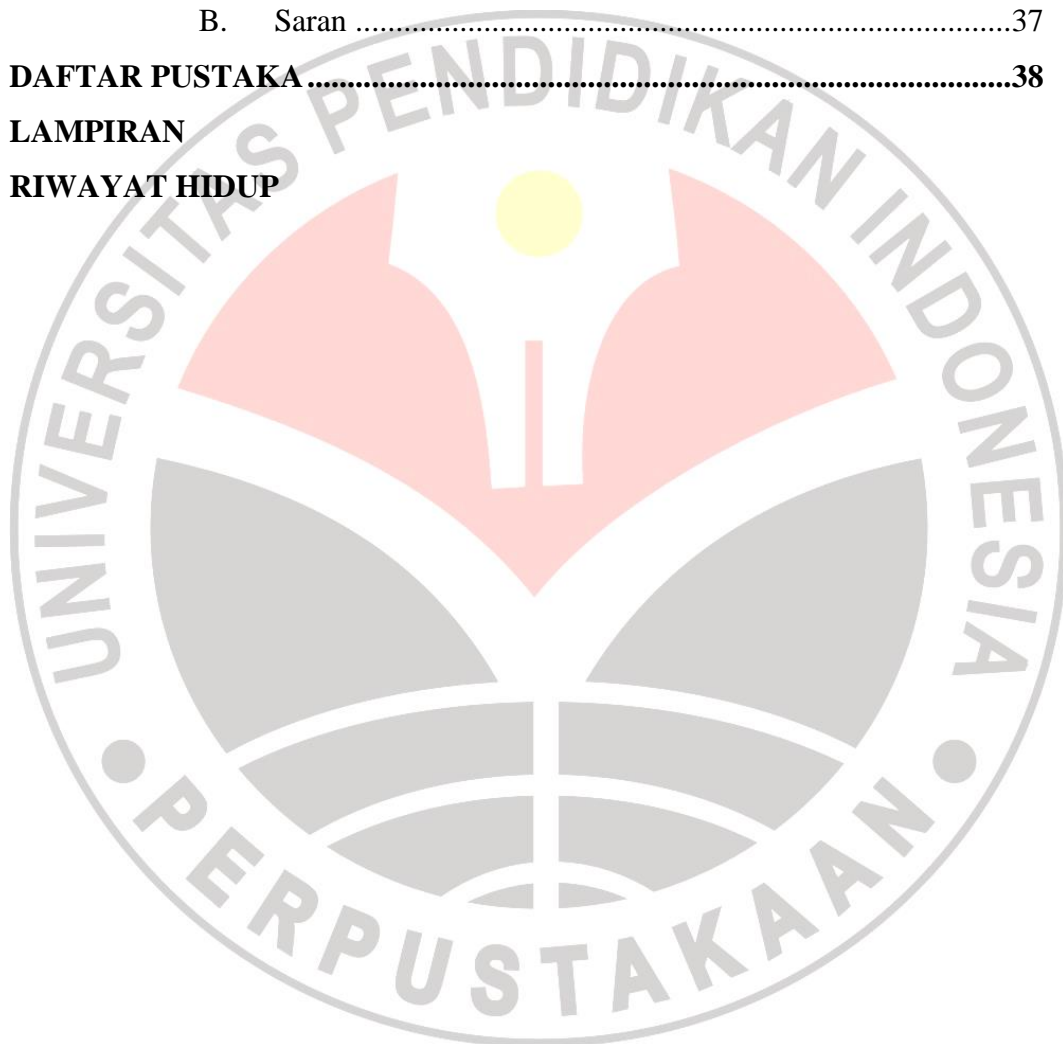 B. Saran ........................................................................37
DAFTAR PUSTAKA ..........................................................................38
LAMPIRAN
RIWAYAT HIDUP
UNIVERSITAS PENDIDIKAN INDONESIA
PERPUSTAKAAN